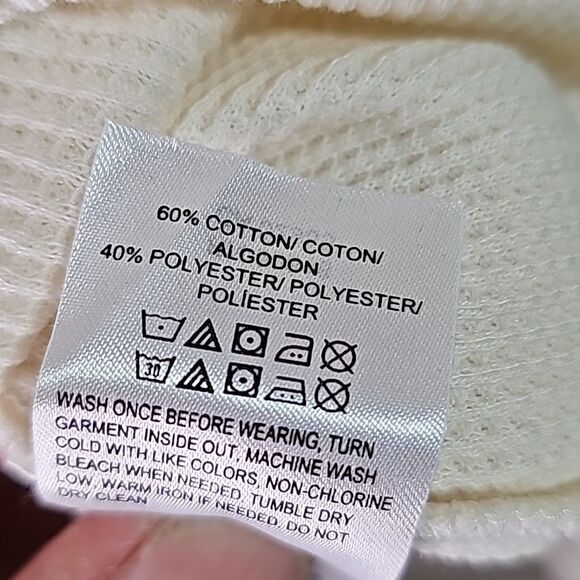 60% COTTON/ COTON/
ALGODON
40% POLYESTER/ POLYESTER/
POLIESTER
30
WASH ONCE BEFORE WEARING, TURN
GARMENT INSIDE OUT, MACHINE WASH
COLD WITH LIKE COLORS, NON-CHLORINE
BLEACH WHEN NEEDED, TUMBLE DRY
LOW, WARM IRON IF NEEDED, DO NOT
DRY CLEAN